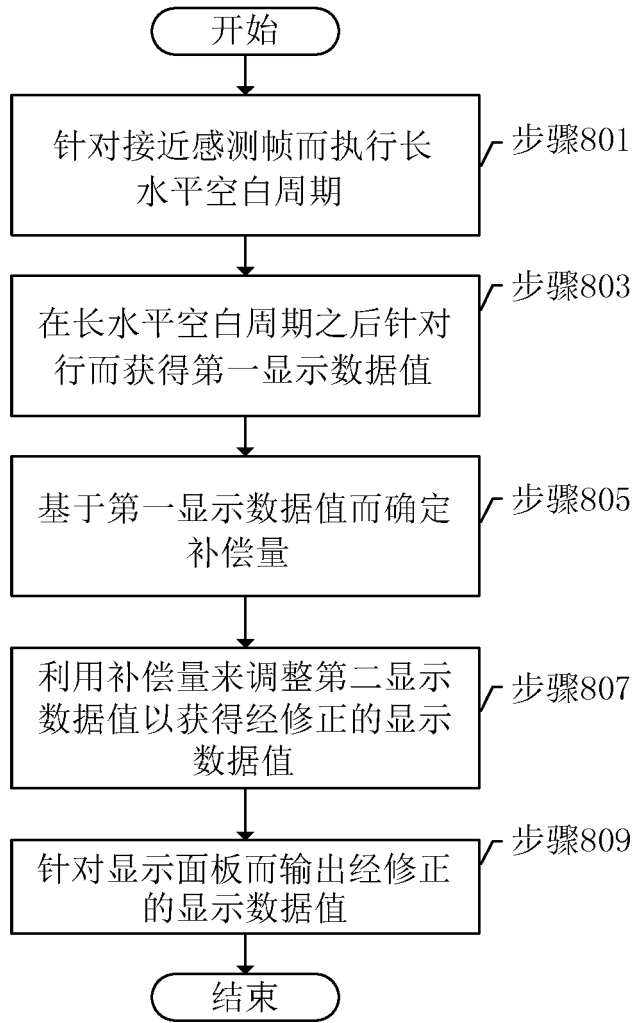 开始
针对接近感测帧而执行长
水平空白周期
步骤801
在长水平空白周期之后针对
行而获得第一显示数据值
步骤803
基于第一显示数据值而确定
补偿量
步骤805
利用补偿量来调整第二显示
数据值以获得经修正的显示
数据值
步骤807
针对显示面板而输出经修正
的显示数据值
步骤809
结束